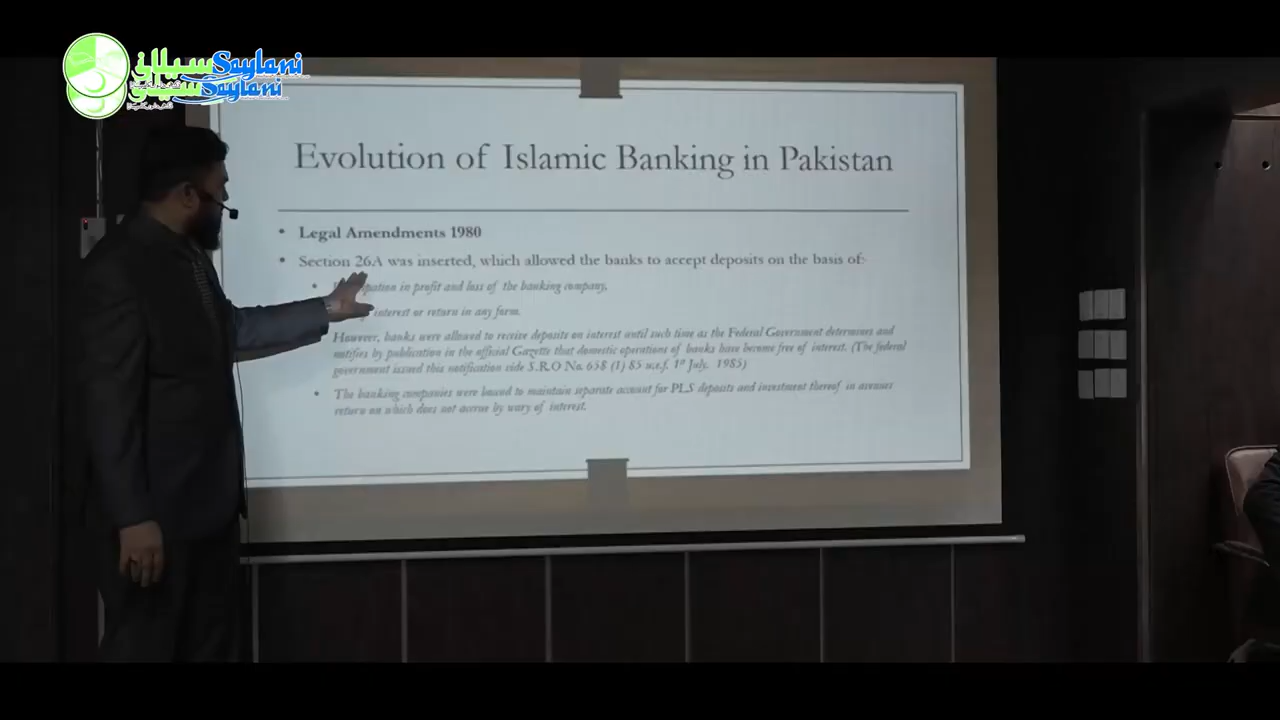 سیلانی Saylani
سیلانی Saylani
Evolution of Islamic Banking in Pakistan
• Legal Amendments 1980
• Section 26A was inserted, which allowed the banks to accept deposits on the basis of:-
• in profit and loss of the banking company.
interest or return in any form.
However, banks were allowed to receive deposits on interest until such time as the Federal Government determines and
notifies by publication in the official Gazette that domestic operations of banks have become free of interest. (The federal
government issued this notification vide S.R.O No. 658 (1) 85 w.e.f. 1st July, 1985)
• The banking companies were bound to maintain separate account for PLS deposits and investment thereof in avenues
return on which does not accrue by wary of interest.